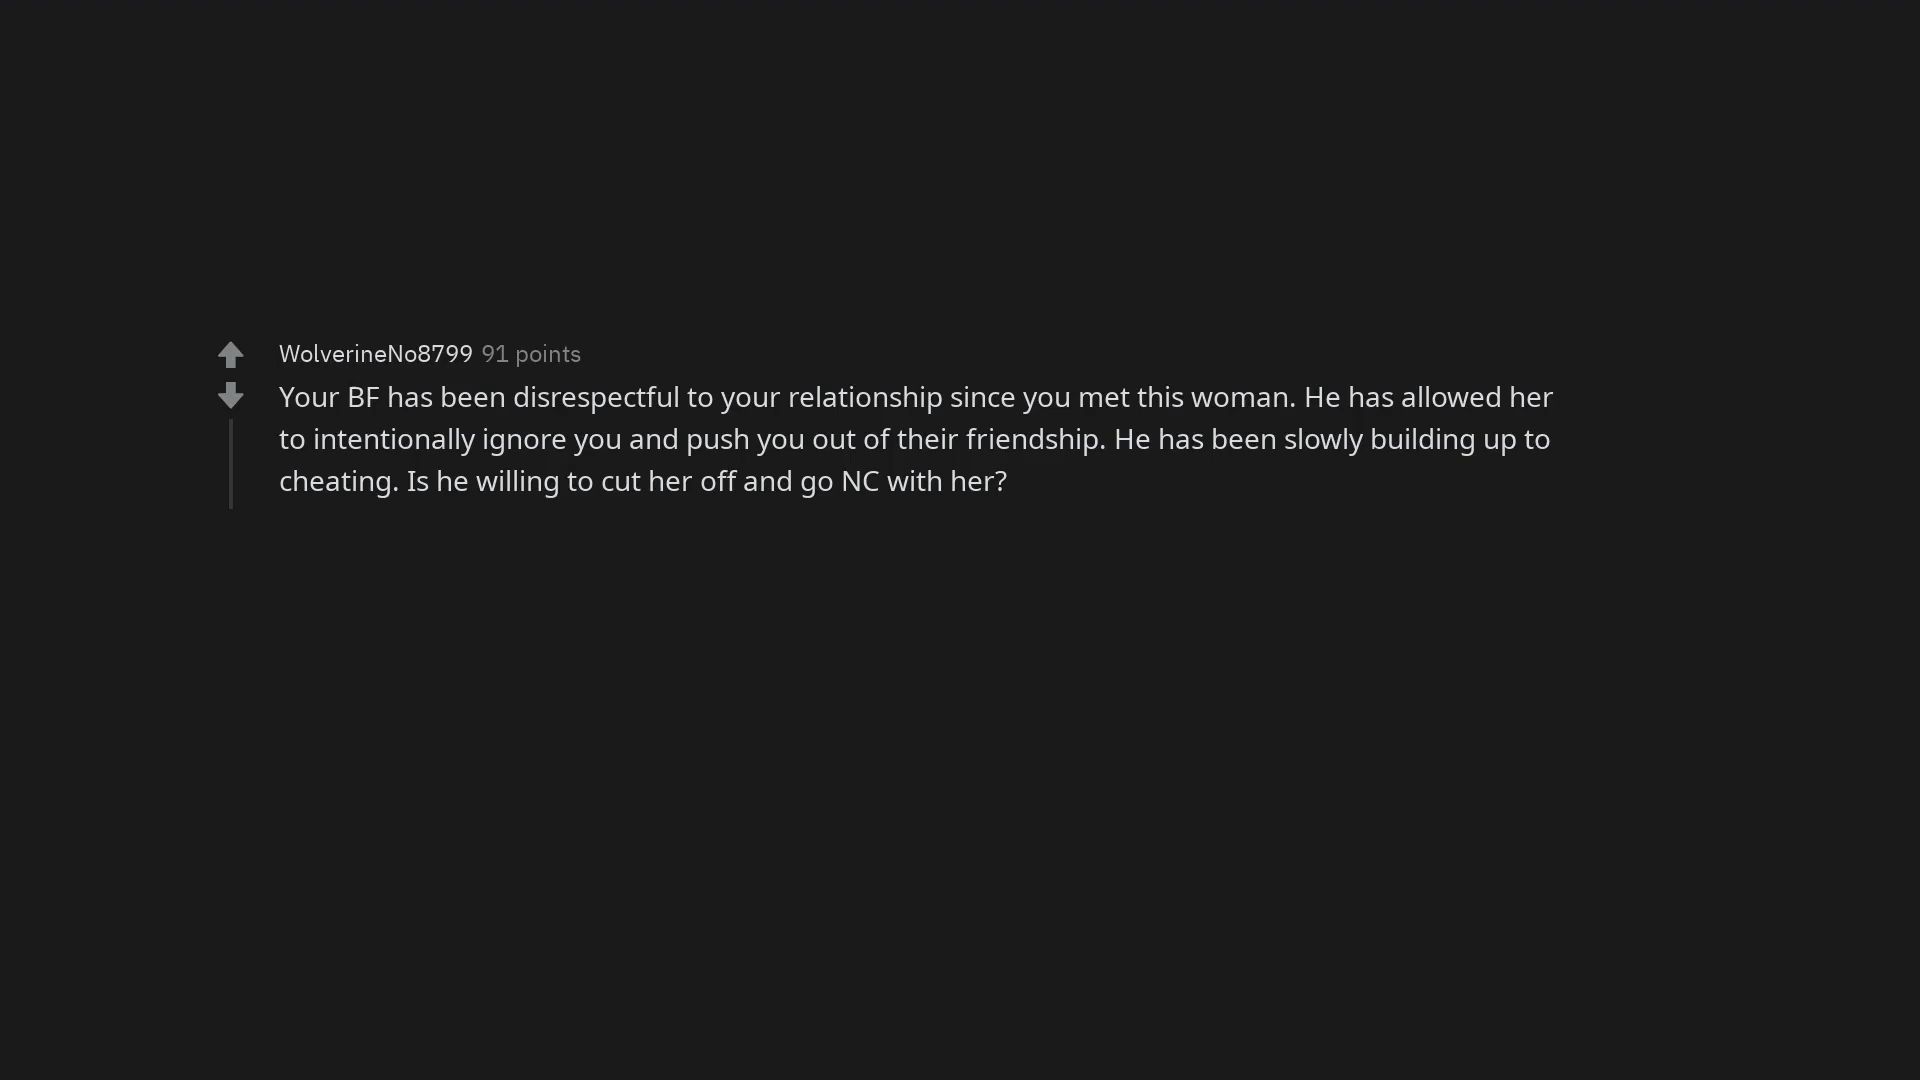 WolverineNo8799 91 points
Your BF has been disrespectful to your relationship since you met this woman. He has allowed her
to intentionally ignore you and push you out of their friendship. He has been slowly building up to
cheating. Is he willing to cut her off and go NC with her?